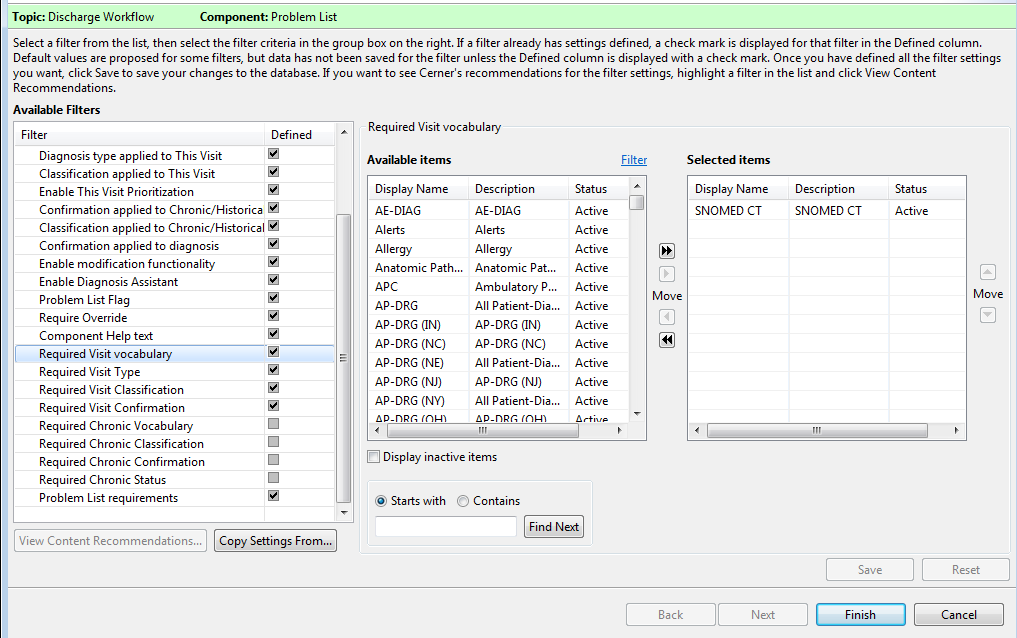 Topic: Discharge Workflow Component: Problem List
Select a filter from the list, then select the filter criteria in the group box on the right. If a filter already has settings defined, a check mark is displayed for that filter in the Defined column.
Default values are proposed for some filters, but data has not been saved for the filter unless the Defined column is displayed with a check mark. Once you have defined all the filter settings
you want, click Save to save your changes to the database. If you want to see Cerner's recommendations for the filter settings, highlight a filter in the list and click View Content
Recommendations.
Available Filters
Filter Defined
Diagnosis type applied to This Visit
Classification applied to This Visit
Enable This Visit Prioritization
Confirmation applied to Chronic/Historica
Classification applied to Chronic/Historical
Confirmation applied to diagnosis
Enable modification functionality
Enable Diagnosis Assistant
Problem List Flag
Require Override
Component Help text
Required Visit vocabulary
Required Visit Type
Required Visit Classification
Required Visit Confirmation
Required Chronic Vocabulary
Required Chronic Classification
Required Chronic Confirmation
Required Chronic Status
Problem List requirements
View Content Recommendations... Copy Settings From...
Required Visit vocabulary
Available items Filter
Display Name Description Status
AE-DIAG AE-DIAG Active
Alerts Alerts Active
Allergy Allergy Active
Anatomic Path... Anatomic Pat... Active
APC Ambulatory P... Active
AP-DRG All Patient-Dia... Active
AP-DRG (IN) AP-DRG (IN) Active
AP-DRG (NC) AP-DRG (NC) Active
AP-DRG (NE) All Patient-Dia... Active
AP-DRG (NJ) AP-DRG (NJ) Active
AP-DRG (NY) All Patient-Dia... Active
AP-DRG (OH) AP-DRG (OH) Active
Display inactive items
Starts with Contains
Find Next
Move
Selected items
Display Name Description Status
SNOMED CT SNOMED CT Active
Move
Save Reset
Back Next Finish Cancel